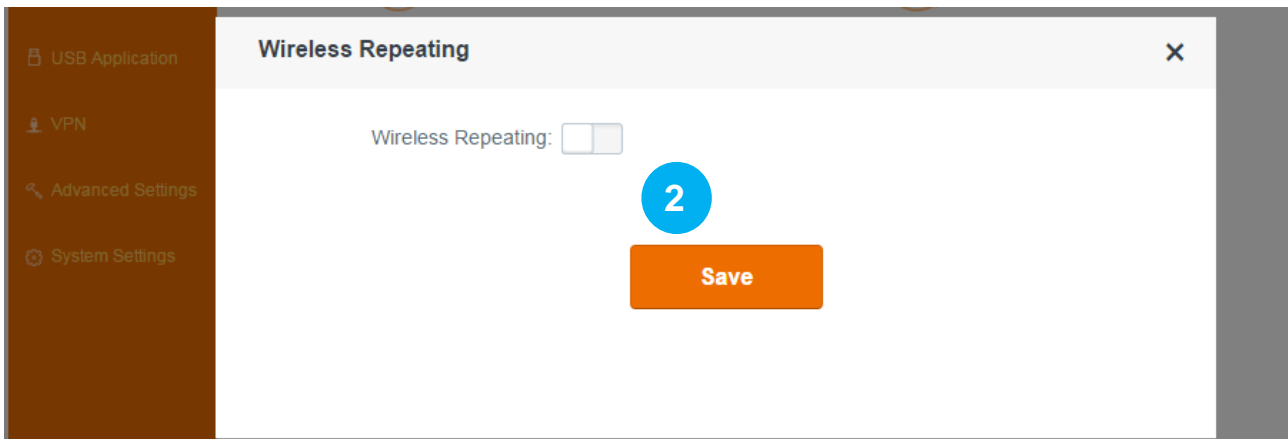 Wireless Repeating
USB Application
VPN
Advanced Settings
System Settings
Wireless Repeating:
2
Save